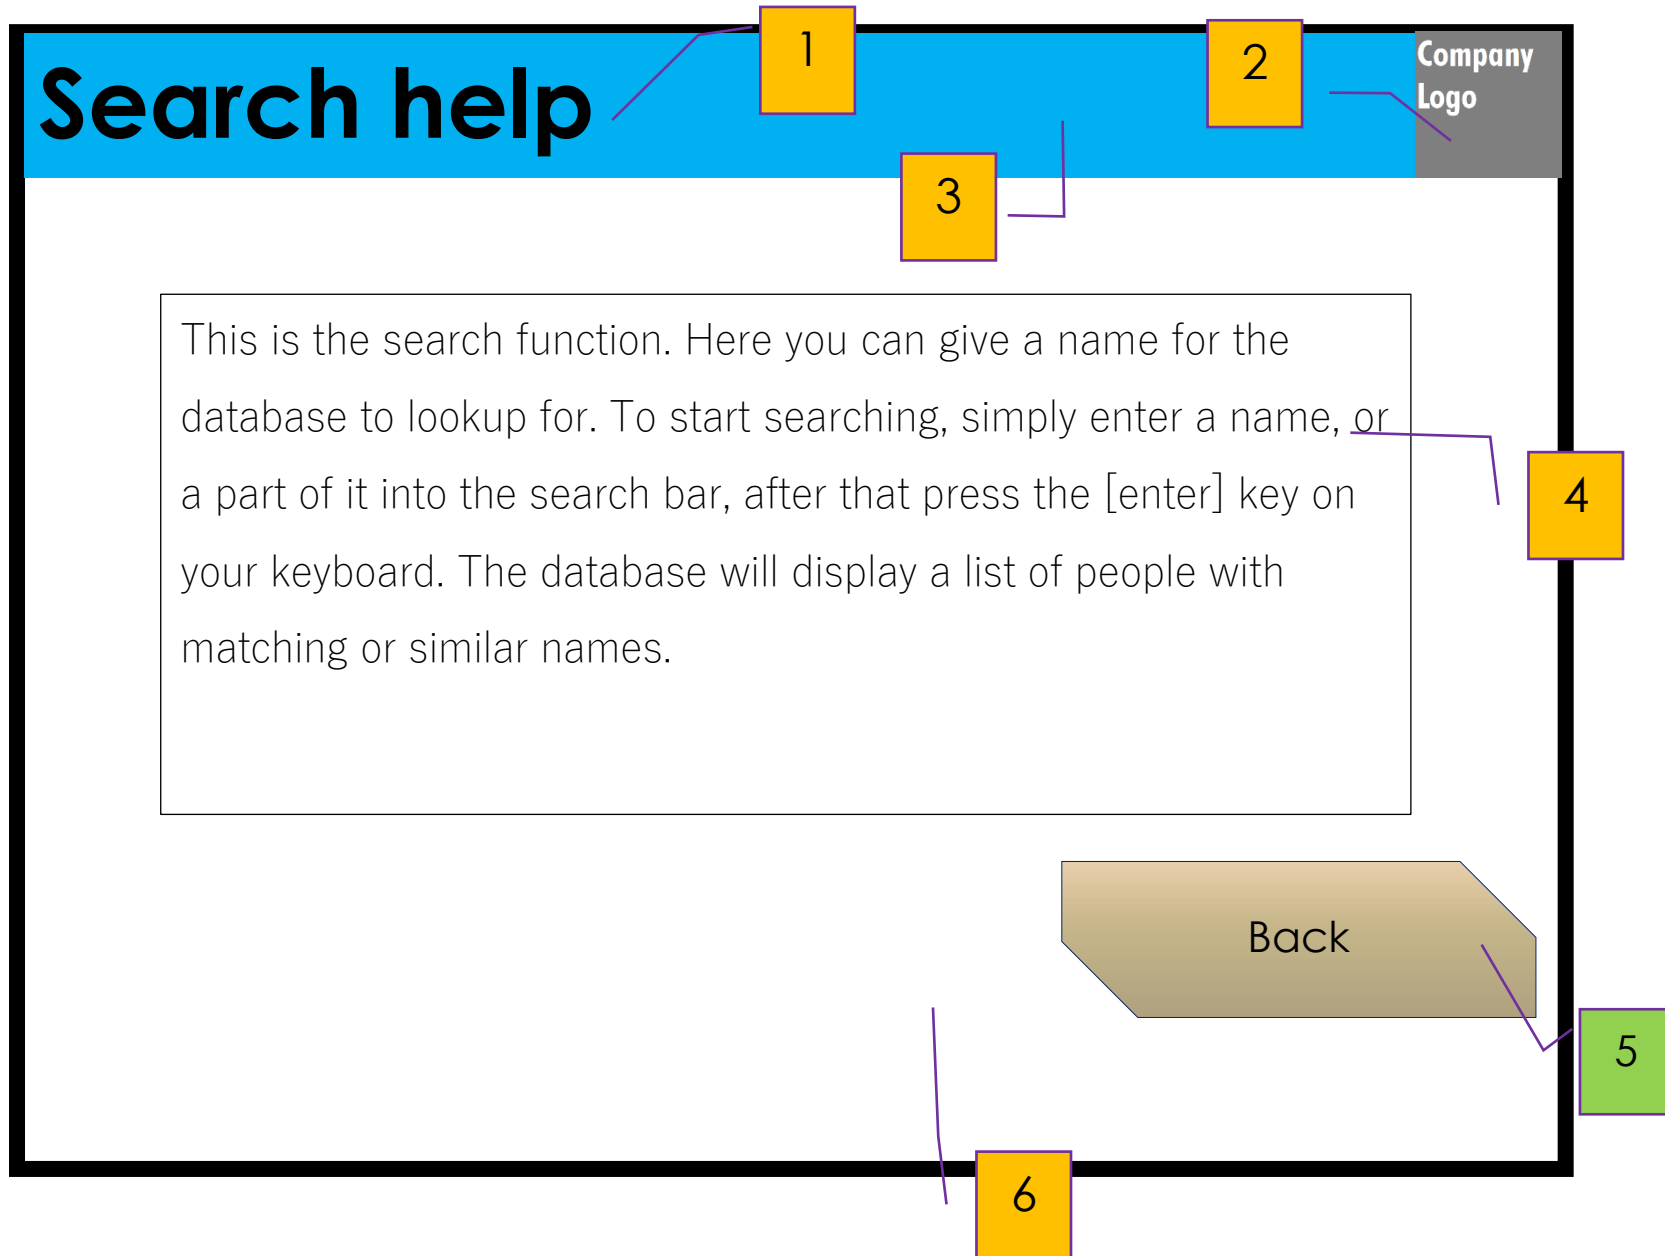 1
2
Company
Logo
Search help
3
This is the search function. Here you can give a name for the
database to lookup for. To start searching, simply enter a name, or
a part of it into the search bar, after that press the [enter] key on
your keyboard. The database will display a list of people with
matching or similar names.
4
Back
5
6